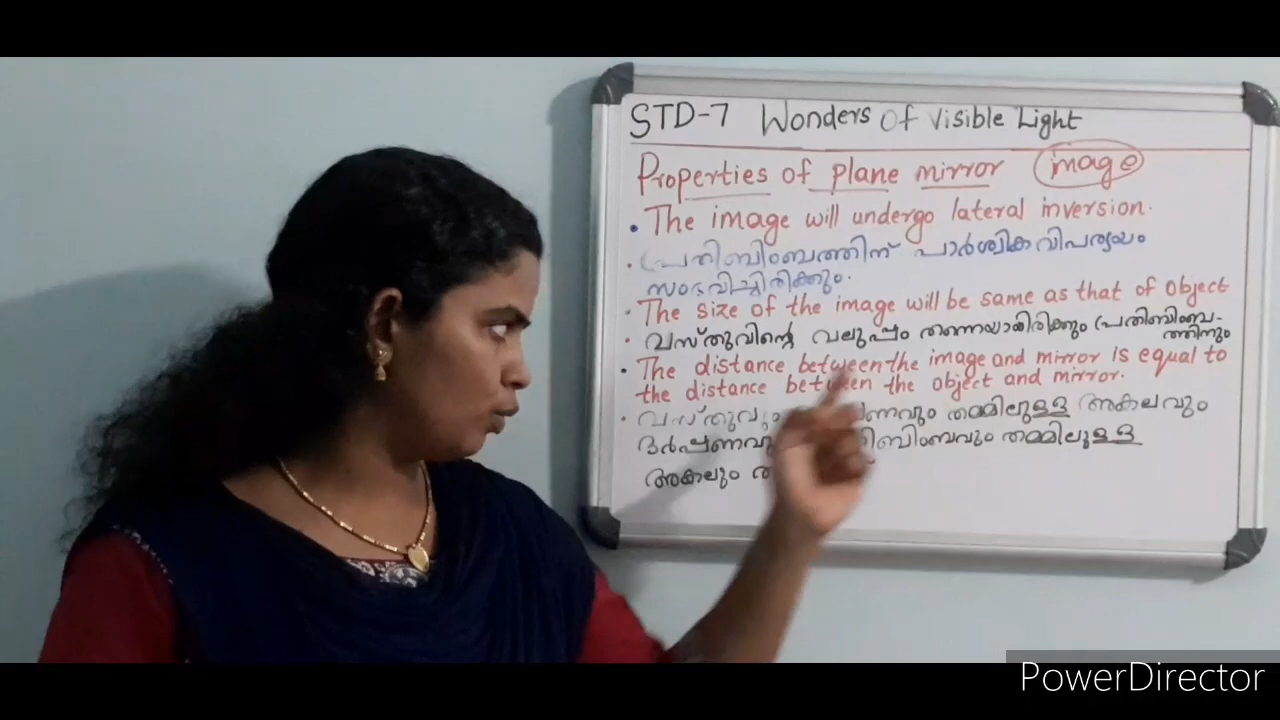 STD-7 Wonders Of Visible Light
Properties of plane mirror image
• The image will undergo lateral inversion.
• പ്രതിബിംബത്തിന് പാർശ്വിക വിപര്യയം
സംഭവിച്ചിരിക്കും.
• The size of the image will be same as that of object
• വസ്തുവിന്റെ വലുപ്പം തന്നെയായിരിക്കും പ്രതിബിംബ-
ത്തിനും
• The distance between the image and mirror is equal to
the distance between the object and mirror.
• വസ്തുവും തമ്മിലുള്ള അകലവും
തമ്മിലുള്ള
അകലും
PowerDirector